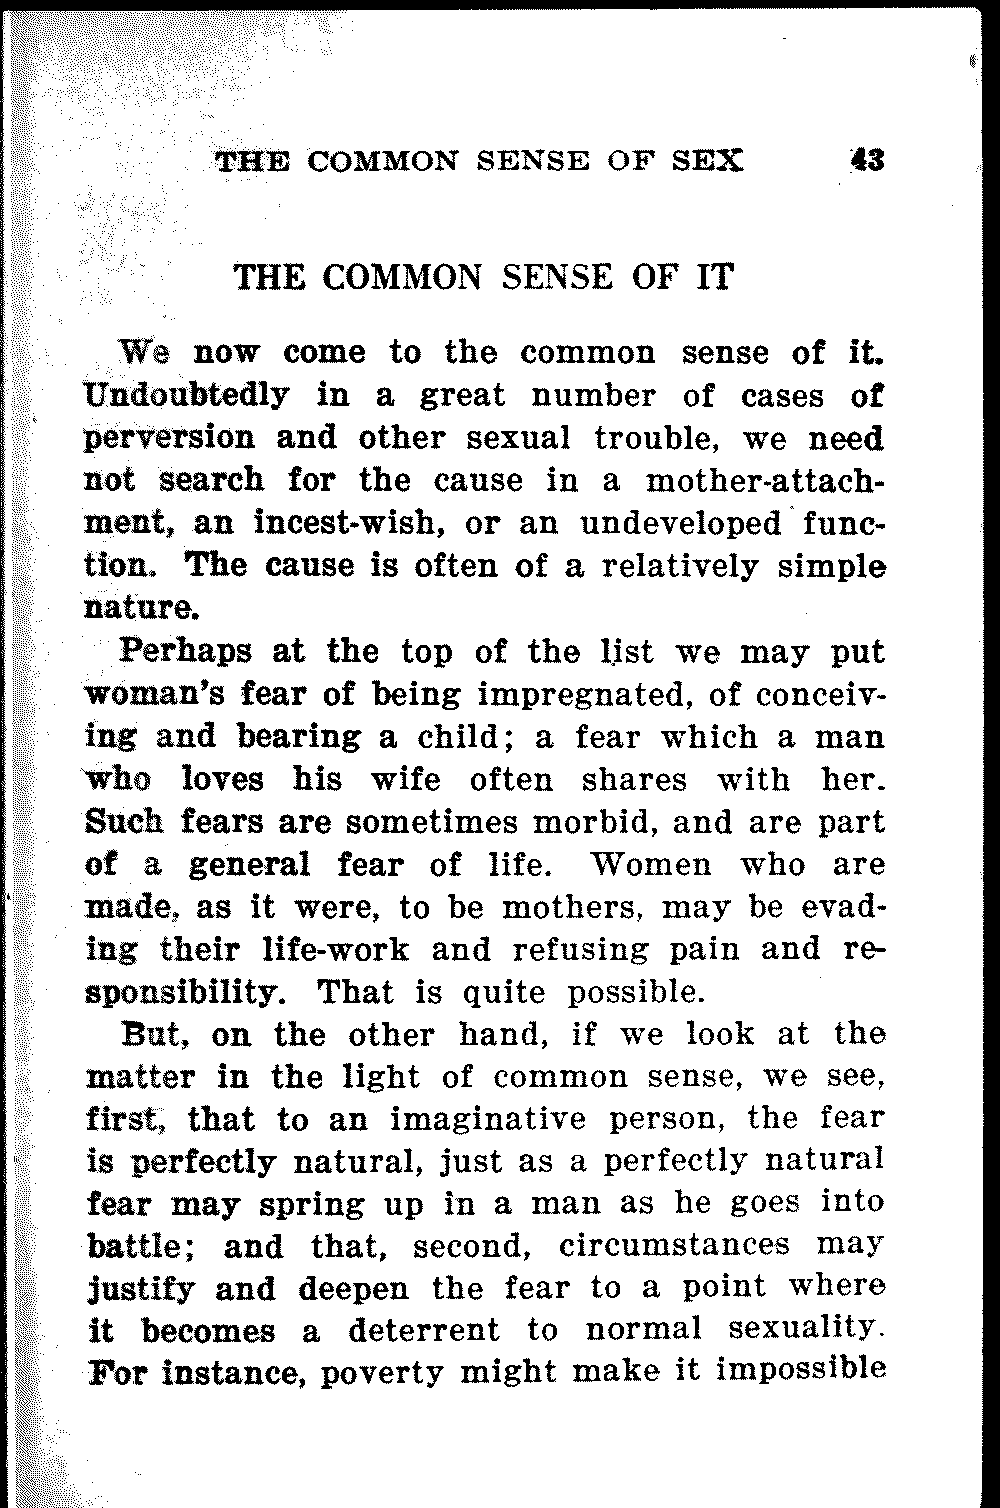 THE COMMON SENSE OF SEX 43
THE COMMON SENSE OF IT
We now come to the common sense of it.
Undoubtedly in a great number of cases of
perversion and other sexual trouble, we need
not search for the cause in a mother-attach-
ment, an incest-wish, or an undeveloped func-
tion. The cause is often of a relatively simple
nature.
Perhaps at the top of the list we may put
woman's fear of being impregnated, of conceiv-
ing and bearing a child; a fear which a man
who loves his wife often shares with her.
Such fears are sometimes morbid, and are part
of a general fear of life. Women who are
made, as it were, to be mothers, may be evad-
ing their life-work and refusing pain and re-
sponsibility. That is quite possible.
But, on the other hand, if we look at the
matter in the light of common sense, we see,
first, that to an imaginative person, the fear
is perfectly natural, just as a perfectly natural
fear may spring up in a man as he goes into
battle; and that, second, circumstances may
justify and deepen the fear to a point where
it becomes a deterrent to normal sexuality.
For instance, poverty might make it impossible